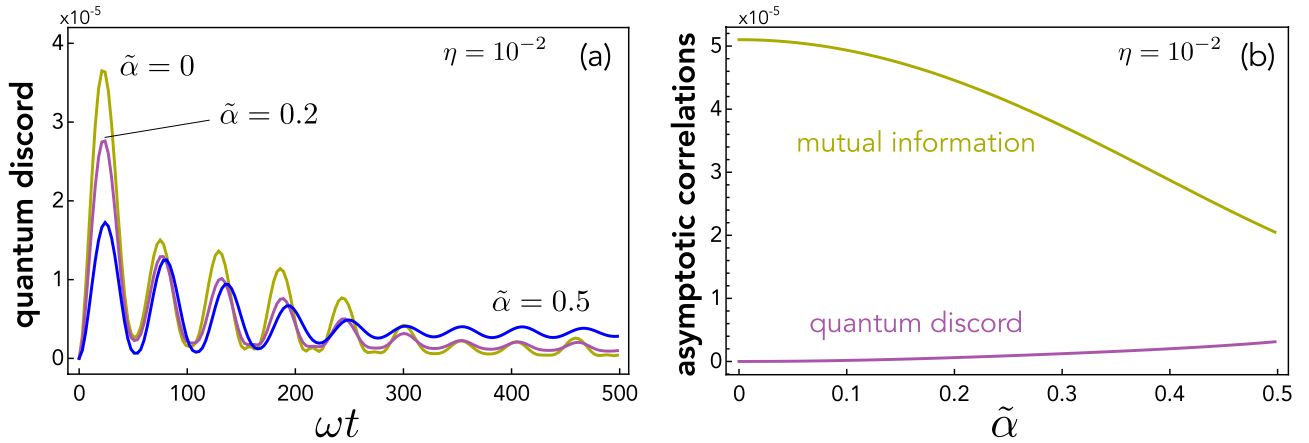 x10⁻⁵
4
3
2
1
0
quantum discord
η = 10⁻²
(a)
α̃ = 0
α̃ = 0.2
α̃ = 0.5
0
100
200
300
400
500
ωt
x10⁻⁵
5
4
3
2
1
0
asymptotic correlations
η = 10⁻²
(b)
mutual information
quantum discord
0
0.1
0.2
0.3
0.4
0.5
α̃